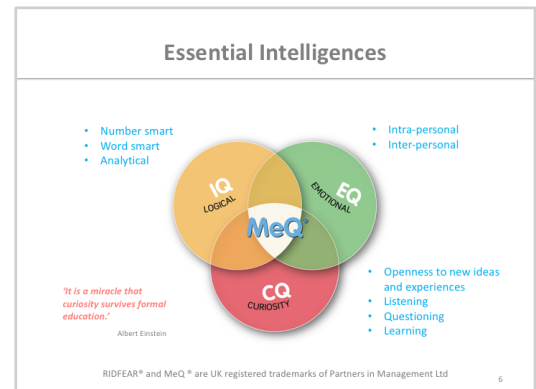 Essential Intelligences
• Number smart
• Word smart
• Analytical
• Intra-personal
• Inter-personal
IQ
LOGICAL
EQ
EMOTIONAL
MeQ®
CQ
CURIOSITY
• Openness to new ideas
and experiences
• Listening
• Questioning
• Learning
'It is a miracle that
curiosity survives formal
education.'
Albert Einstein
RIDFEAR® and MeQ ® are UK registered trademarks of Partners in Management Ltd
6